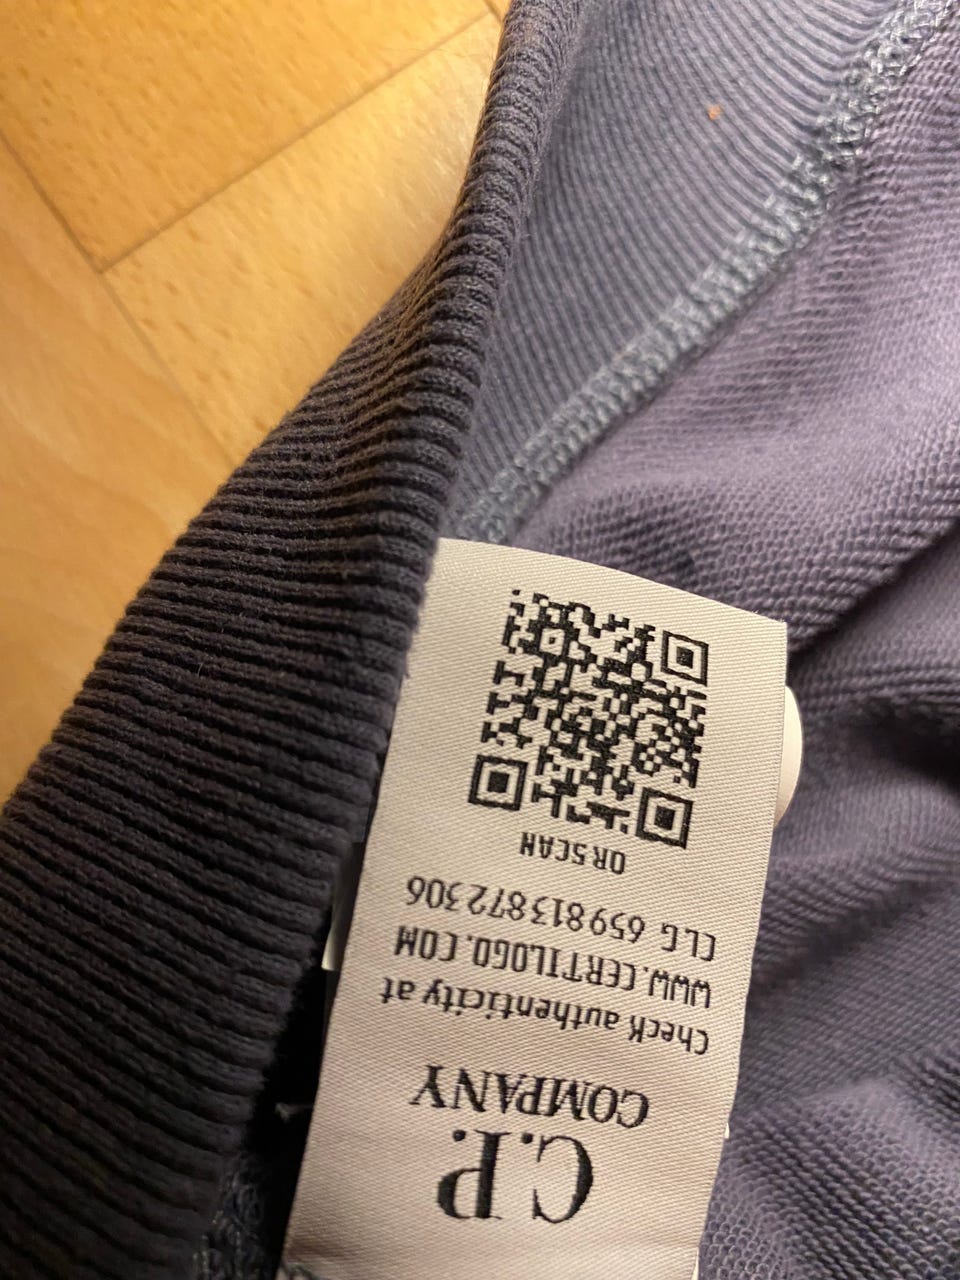 C.P.
COMPANY
Check authenticity at
WWW.CERTILOGO.COM
CLG 659813872306
QR SCAN